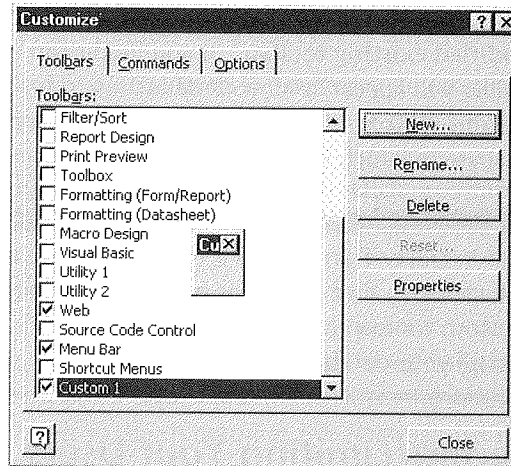 Customize
Toolbars Commands Options
Toolbars:
Filter/Sort
Report Design
Print Preview
Toolbox
Formatting (Form/Report)
Formatting (Datasheet)
Macro Design
Visual Basic
Utility 1
Utility 2
Web
Source Code Control
Menu Bar
Shortcut Menus
Custom 1
Cu
New...
Rename...
Delete
Reset...
Properties
Close